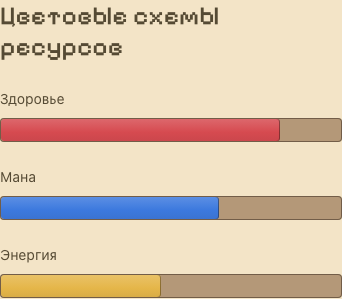 Цветовые схемы
ресурсов
Здоровье
Мана
Энергия